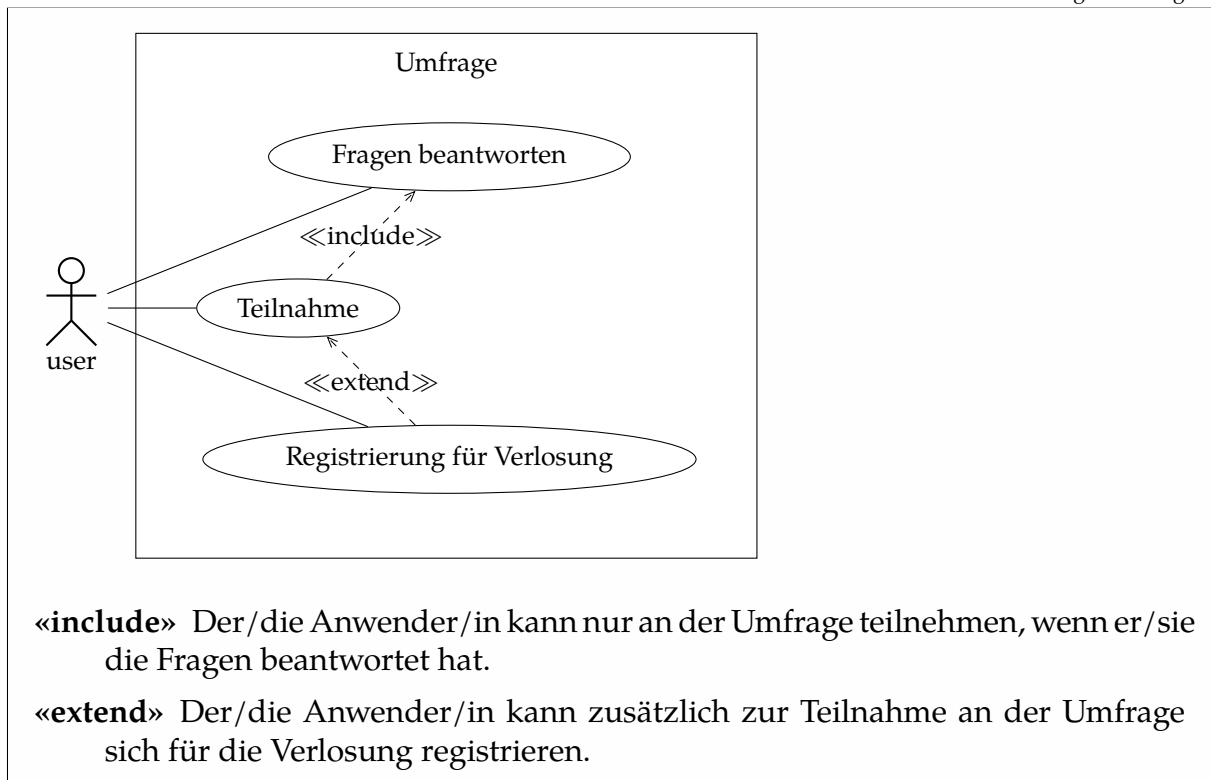 Umfrage
Fragen beantworten
≪include≫
Teilnahme
user
≪extend≫
Registrierung für Verlosung
«include» Der/die Anwender/in kann nur an der Umfrage teilnehmen, wenn er/sie
die Fragen beantwortet hat.
«extend» Der/die Anwender/in kann zusätzlich zur Teilnahme an der Umfrage
sich für die Verlosung registrieren.